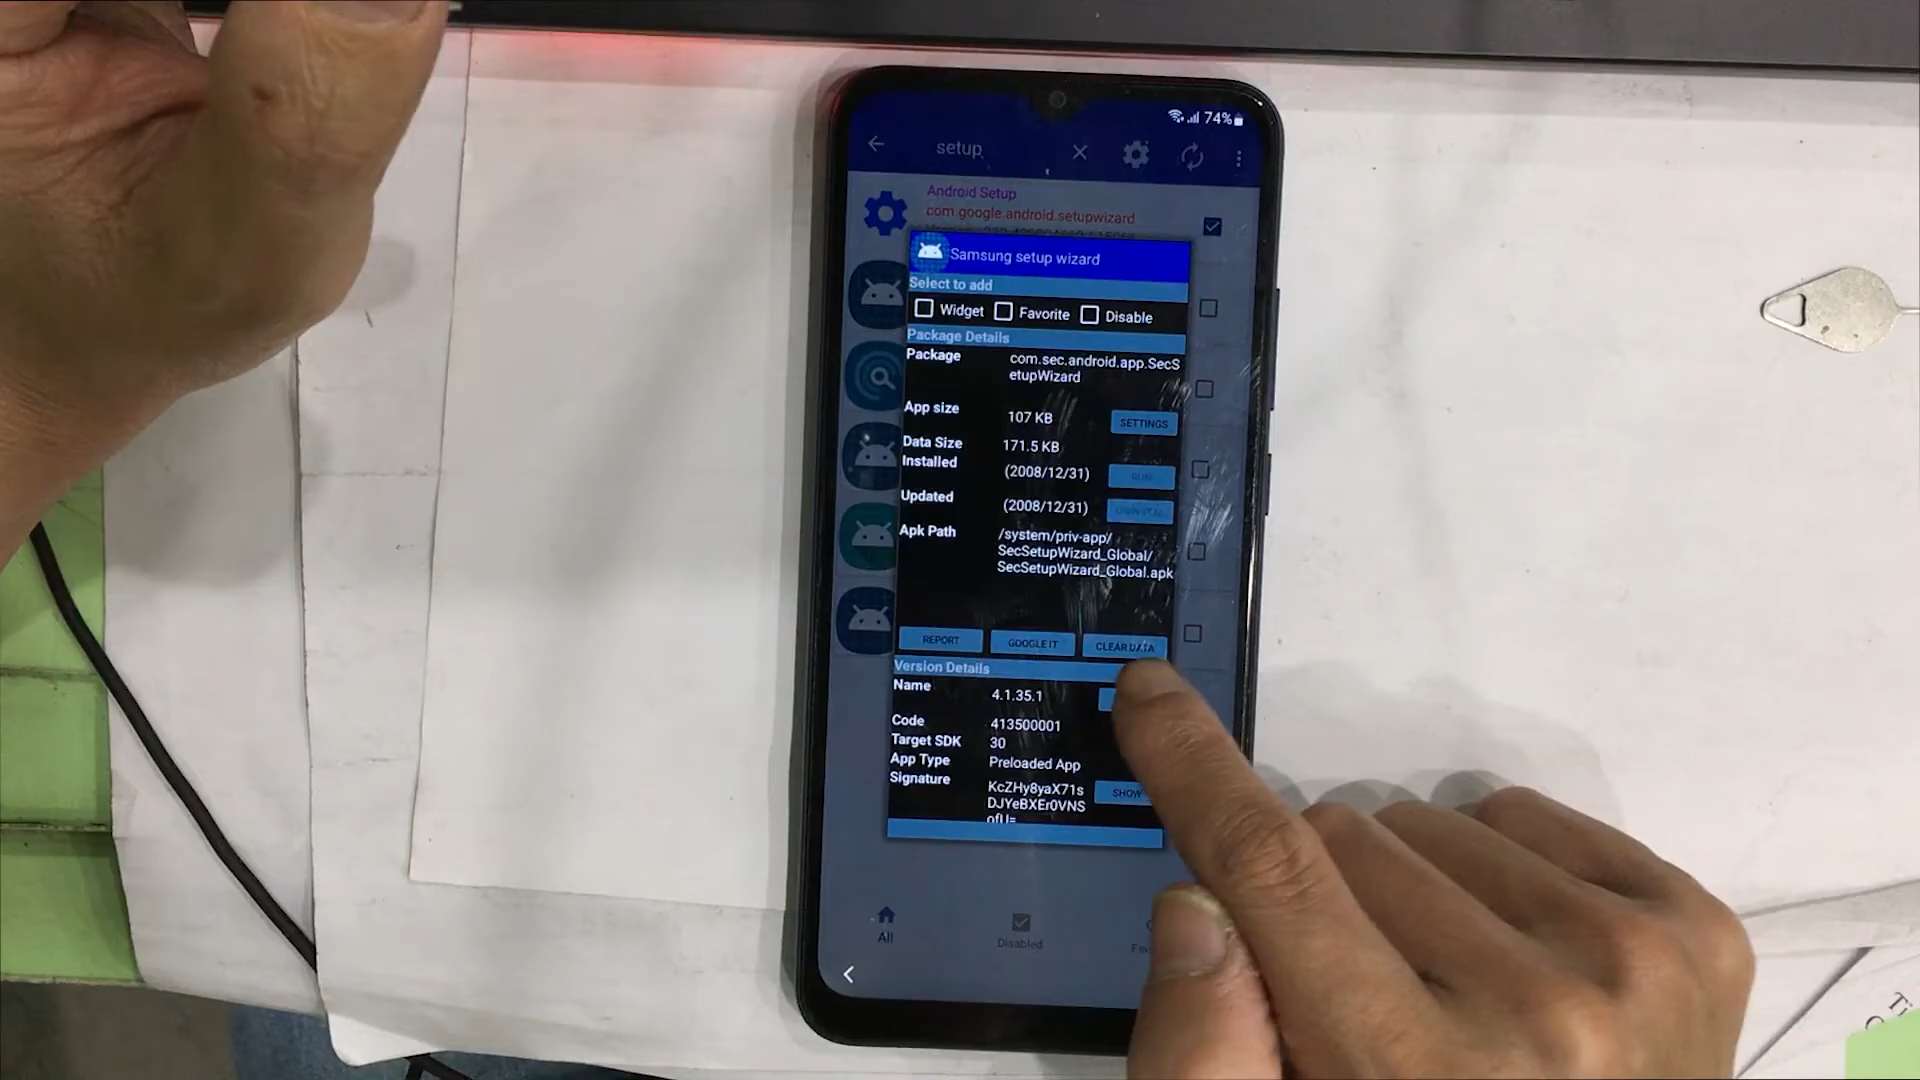 74%
setup
Android Setup
com.google.android.setupwizard
Samsung setup wizard
Select to add
Widget Favorite Disable
Package Details
Package
com.sec.android.app.SecS
etupWizard
App size
107 KB
SETTINGS
Data Size
171.5 KB
Installed
(2008/12/31)
Updated
(2008/12/31)
Apk Path
/system/priv-app/
SecSetupWizard_Global/
SecSetupWizard_Global.apk
REPORT GOOGLE IT CLEAR DATA
Version Details
Name
4.1.35.1
Code
413500001
Target SDK
30
App Type
Preloaded App
Signature
KcZHy8yaX71s
DJYeBXEr0VNS
ofU=
SHOW
All
Disabled